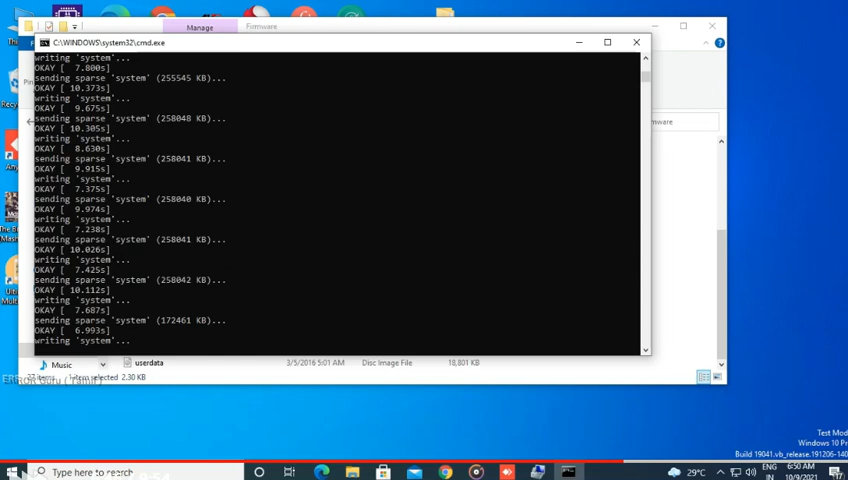 Manage
Firmware
C:\WINDOWS\system32\cmd.exe
writing 'system'...
OKAY [  7.800s]
sending sparse 'system' (255545 KB)...
OKAY [ 10.373s]
writing 'system'...
OKAY [  9.675s]
sending sparse 'system' (258048 KB)...
OKAY [ 10.305s]
writing 'system'...
OKAY [  8.630s]
sending sparse 'system' (258041 KB)...
OKAY [  9.915s]
writing 'system'...
OKAY [  7.375s]
sending sparse 'system' (258040 KB)...
OKAY [  9.974s]
writing 'system'...
OKAY [  7.238s]
sending sparse 'system' (258041 KB)...
OKAY [ 10.026s]
writing 'system'...
OKAY [  7.425s]
sending sparse 'system' (258042 KB)...
OKAY [ 10.112s]
writing 'system'...
OKAY [  7.687s]
sending sparse 'system' (172461 KB)...
OKAY [  6.993s]
writing 'system'...
Music
userdata 3/5/2016 5:01 AM Disc Image File 18,801 KB
ERROR Guru ( Tamil)
items 1 item selected 2.30 KB
Test Mod
Windows 10 Pr
Build 19041.vb_release.191206-140
Type here to search
29°C
ENG
IN
6:50 AM
10/9/2021